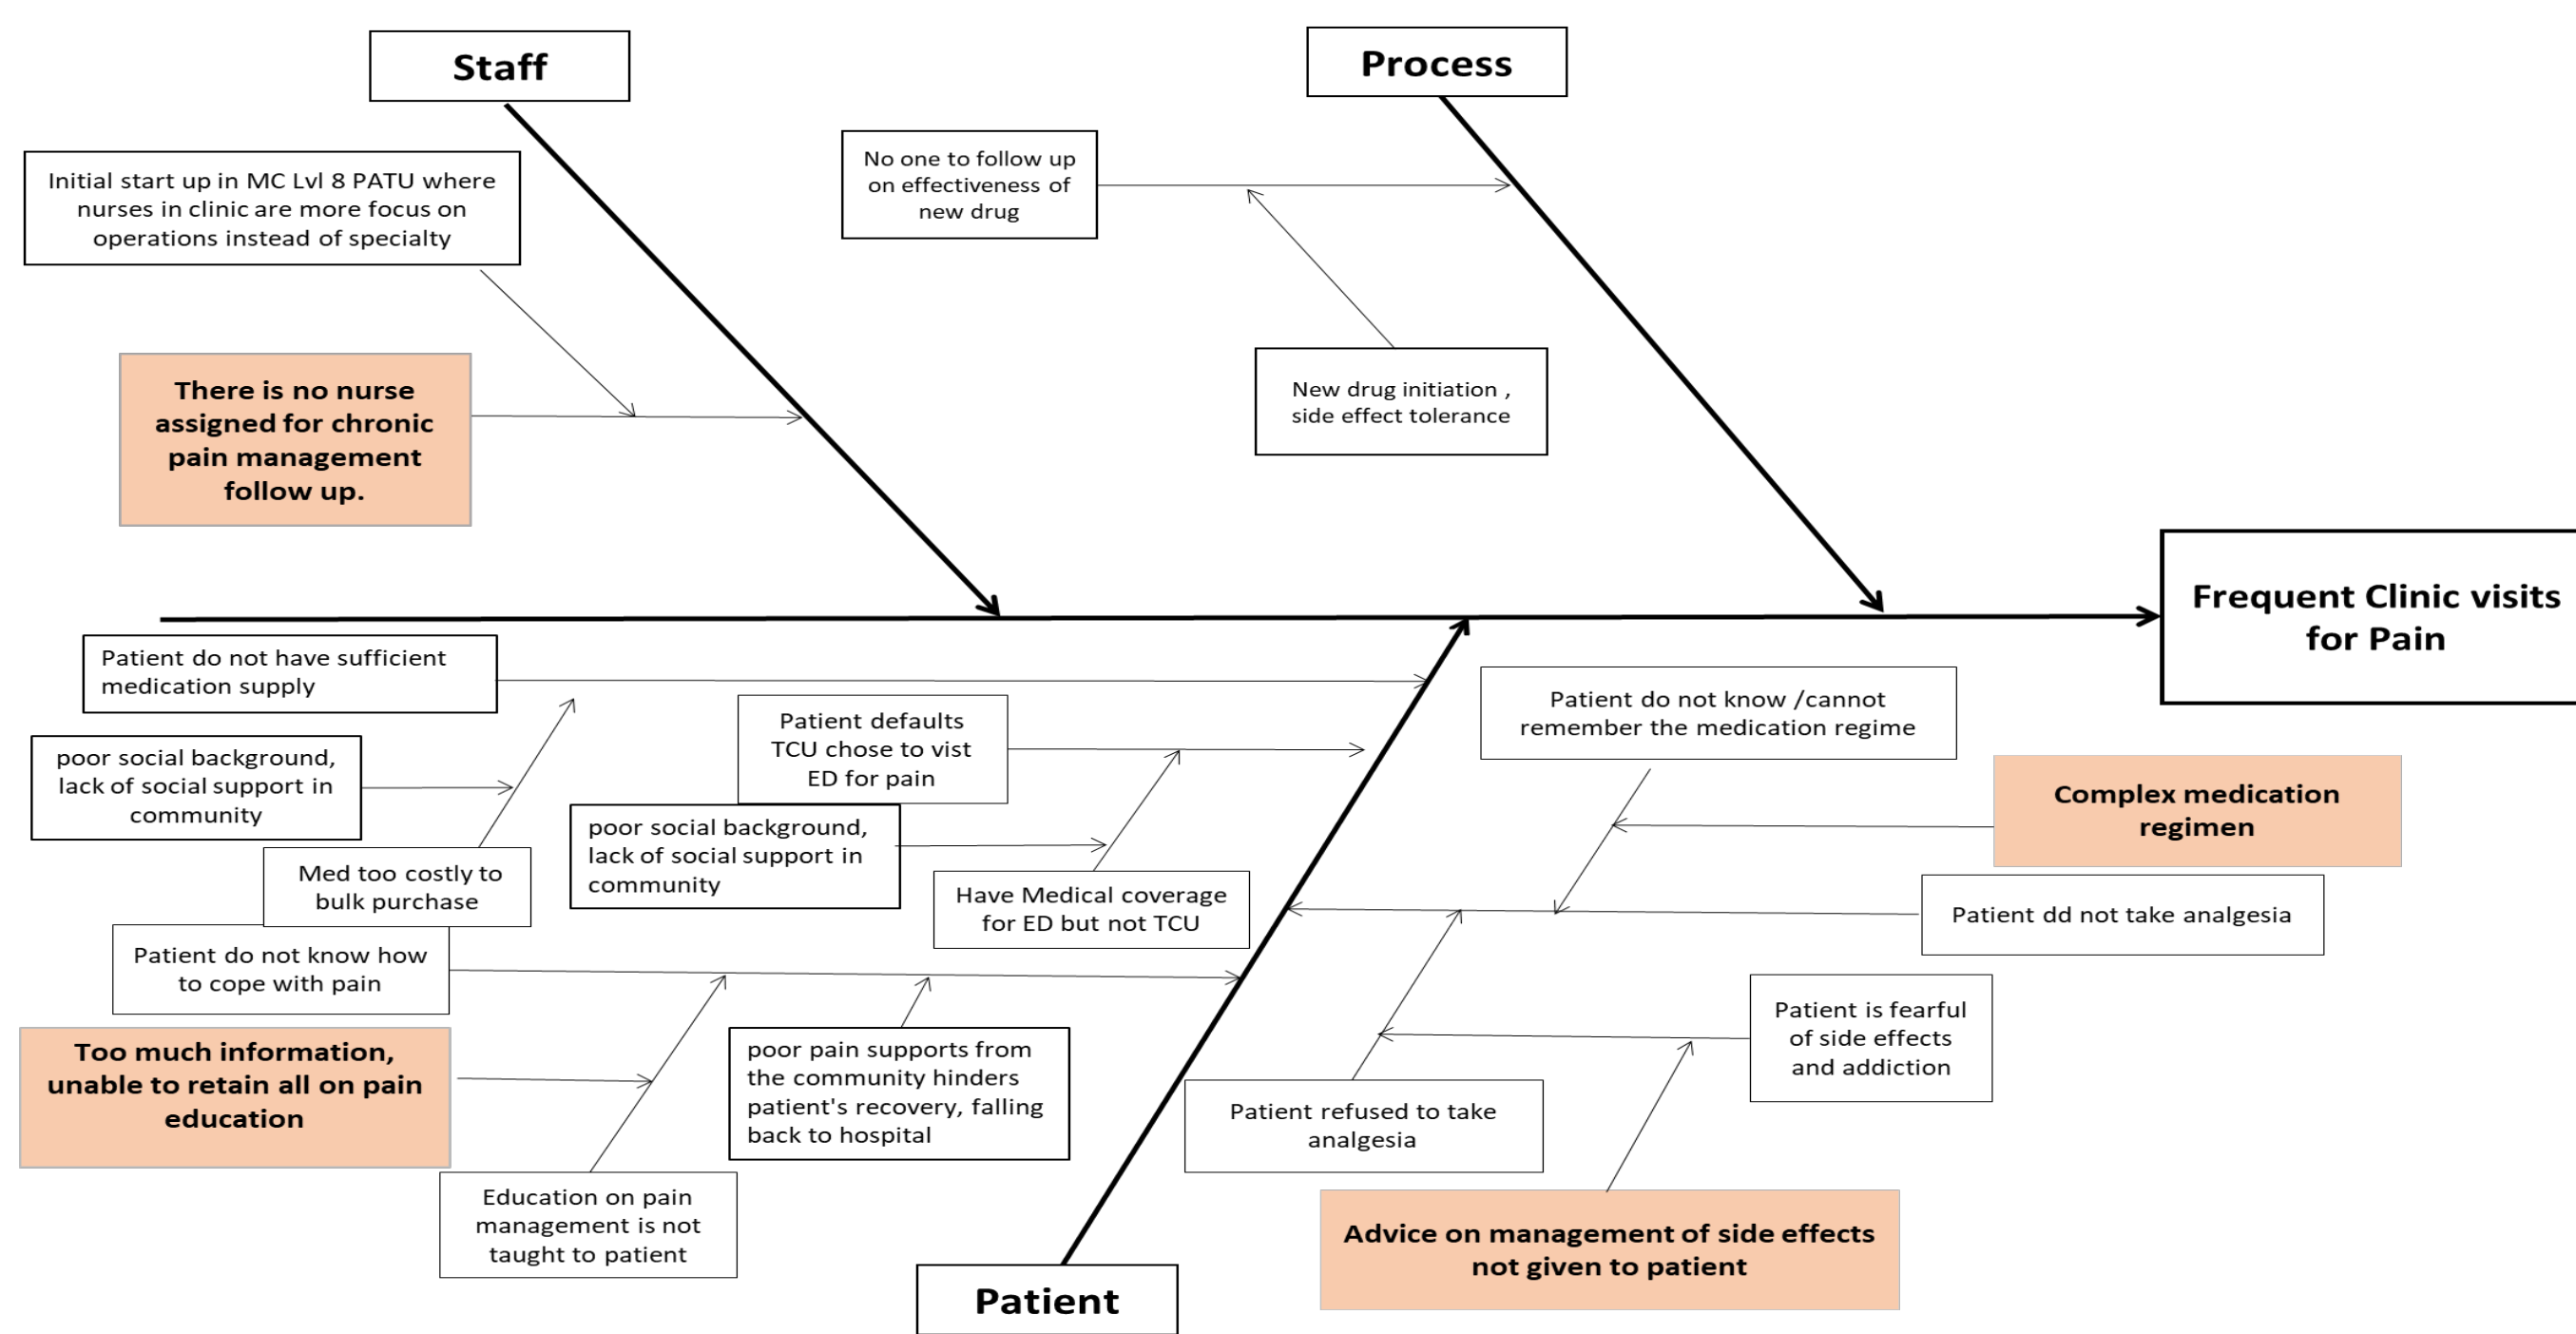 Staff
Process
Initial start up in MC Lvl 8 PATU where
nurses in clinic are more focus on
operations instead of specialty
No one to follow up
on effectiveness of
new drug
There is no nurse
assigned for chronic
pain management
follow up.
New drug initiation ,
side effect tolerance
Frequent Clinic visits
for Pain
Patient do not have sufficient
medication supply
poor social background,
lack of social support in
community
Med too costly to
bulk purchase
Patient defaults
TCU chose to vist
ED for pain
poor social background,
lack of social support in
community
Have Medical coverage
for ED but not TCU
Patient do not know how
to cope with pain
Too much information,
unable to retain all on pain
education
Education on pain
management is not
taught to patient
poor pain supports from
the community hinders
patient's recovery, falling
back to hospital
Patient do not know /cannot
remember the medication regime
Complex medication
regimen
Patient dd not take analgesia
Patient is fearful
of side effects
and addiction
Patient refused to take
analgesia
Advice on management of side effects
not given to patient
Patient